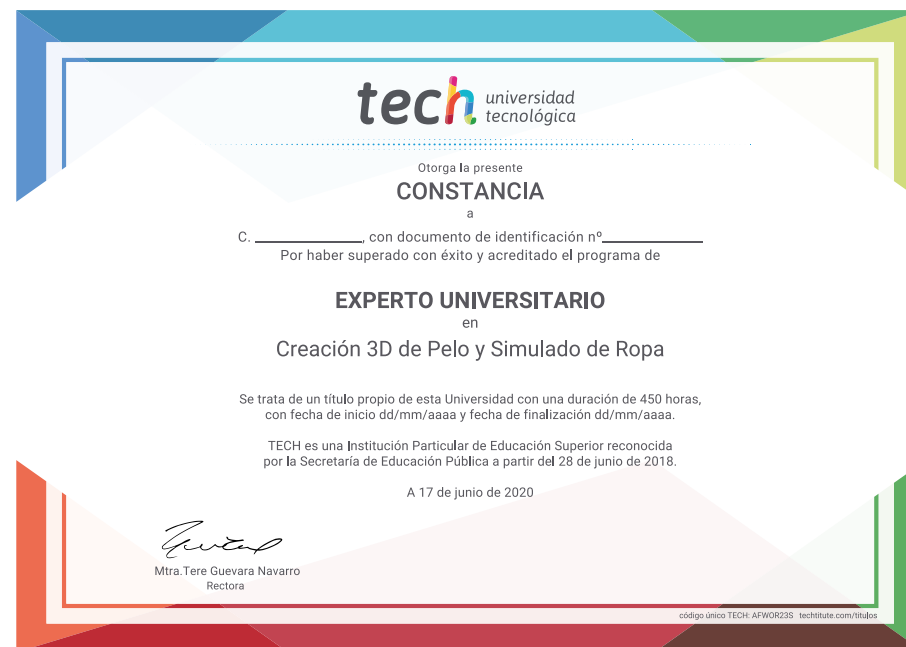 tech universidad
tecnológica
Otorga la presente
CONSTANCIA
a
C. ____________, con documento de identificación nº____________
Por haber superado con éxito y acreditado el programa de
EXPERTO UNIVERSITARIO
en
Creación 3D de Pelo y Simulado de Ropa
Se trata de un título propio de esta Universidad con una duración de 450 horas,
con fecha de inicio dd/mm/aaaa y fecha de finalización dd/mm/aaaa.
TECH es una Institución Particular de Educación Superior reconocida
por la Secretaría de Educación Pública a partir del 28 de junio de 2018.
A 17 de junio de 2020
Mtra.Tere Guevara Navarro
Rectora
código único TECH: AFWOR23S techtitute.com/titulos